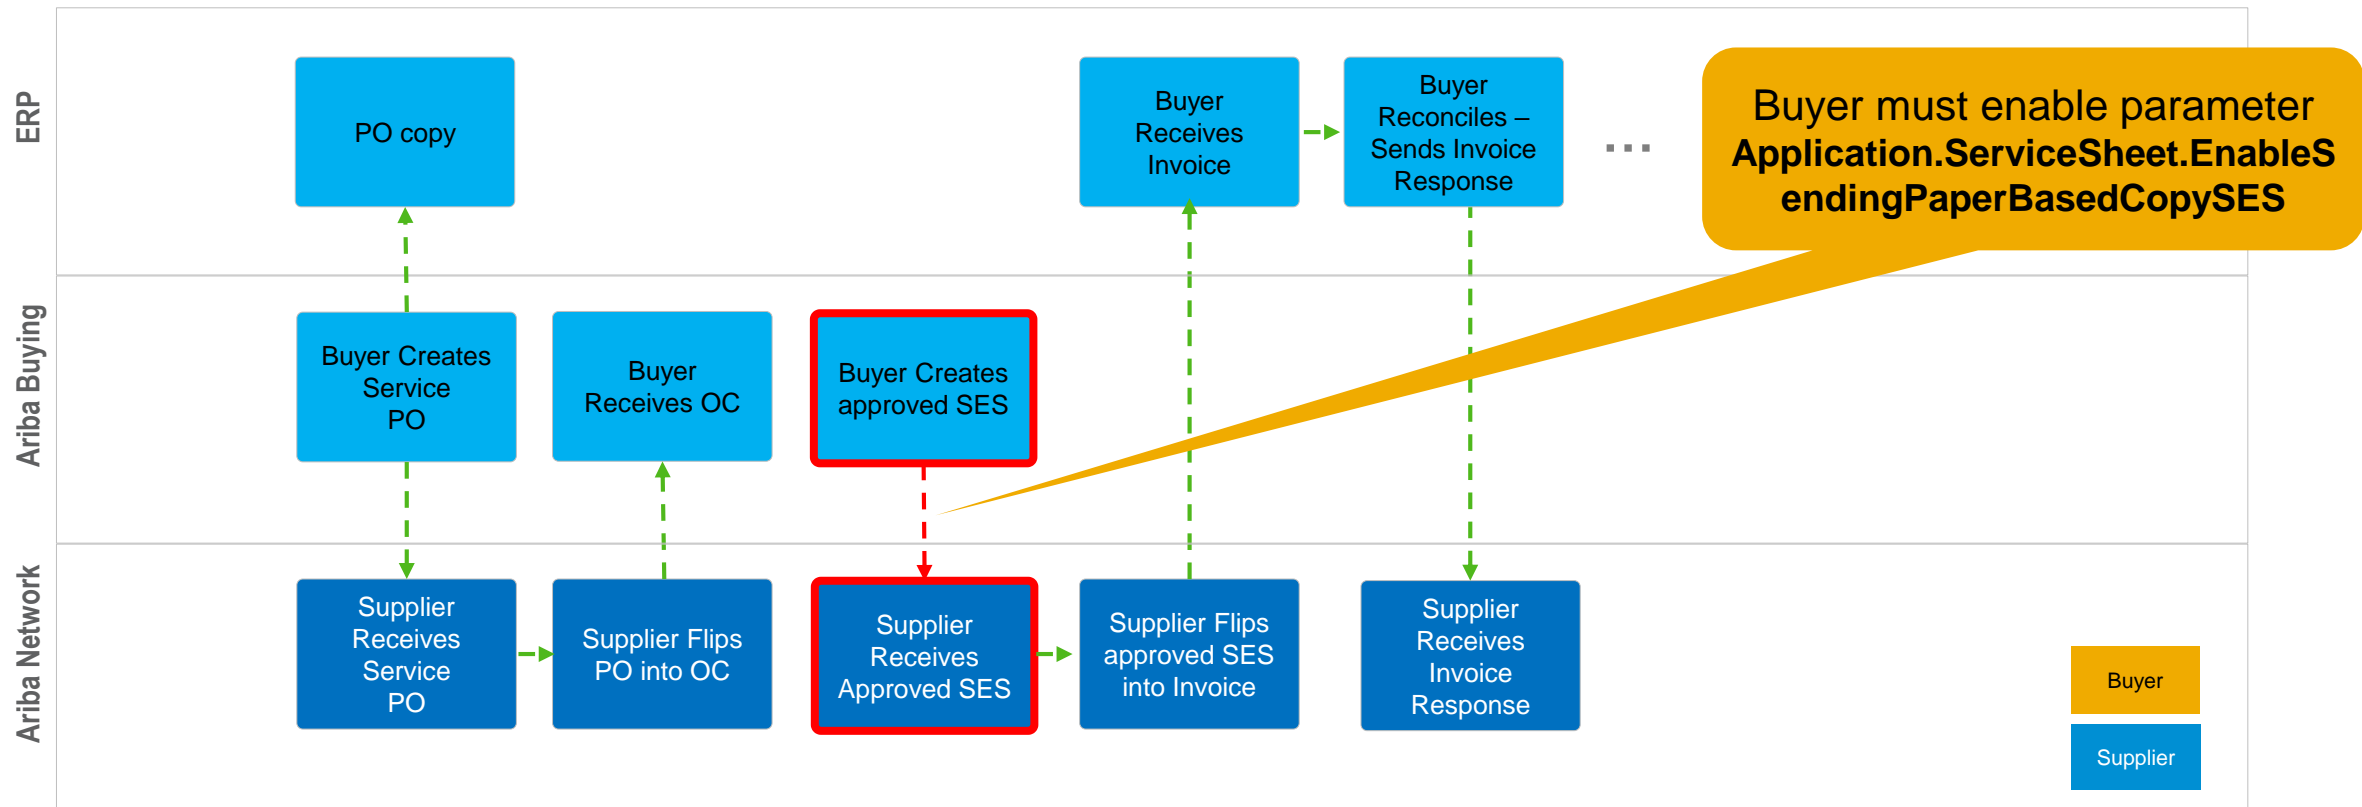 ERP
PO copy
Buyer
Receives
Invoice
Buyer
Reconciles –
Sends Invoice
Response
...
Buyer must enable parameter
Application.ServiceSheet.EnableS
endingPaperBasedCopySES
Ariba Buying
Buyer Creates
Service
PO
Buyer
Receives OC
Buyer Creates
approved SES
Ariba Network
Supplier
Receives
Service
PO
Supplier Flips
PO into OC
Supplier
Receives
Approved SES
Supplier Flips
approved SES
into Invoice
Supplier
Receives
Invoice
Response
Buyer
Supplier